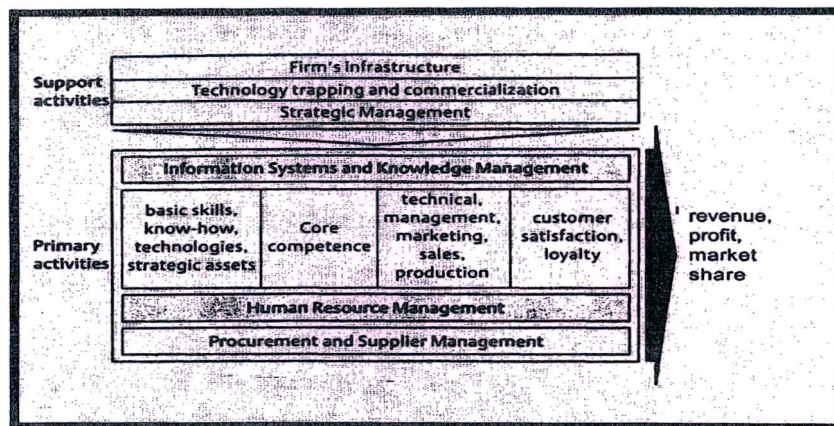 Support
activities
Firm's Infrastructure
Technology trapping and commercialization
Strategic Management
Primary
activities
Information Systems and Knowledge Management
basic skills,
know-how,
technologies,
strategic assets
Core
competence
technical,
management,
marketing,
sales,
production
customer
satisfaction,
loyalty
Human Resource Management
Procurement and Supplier Management
revenue,
profit,
market
share